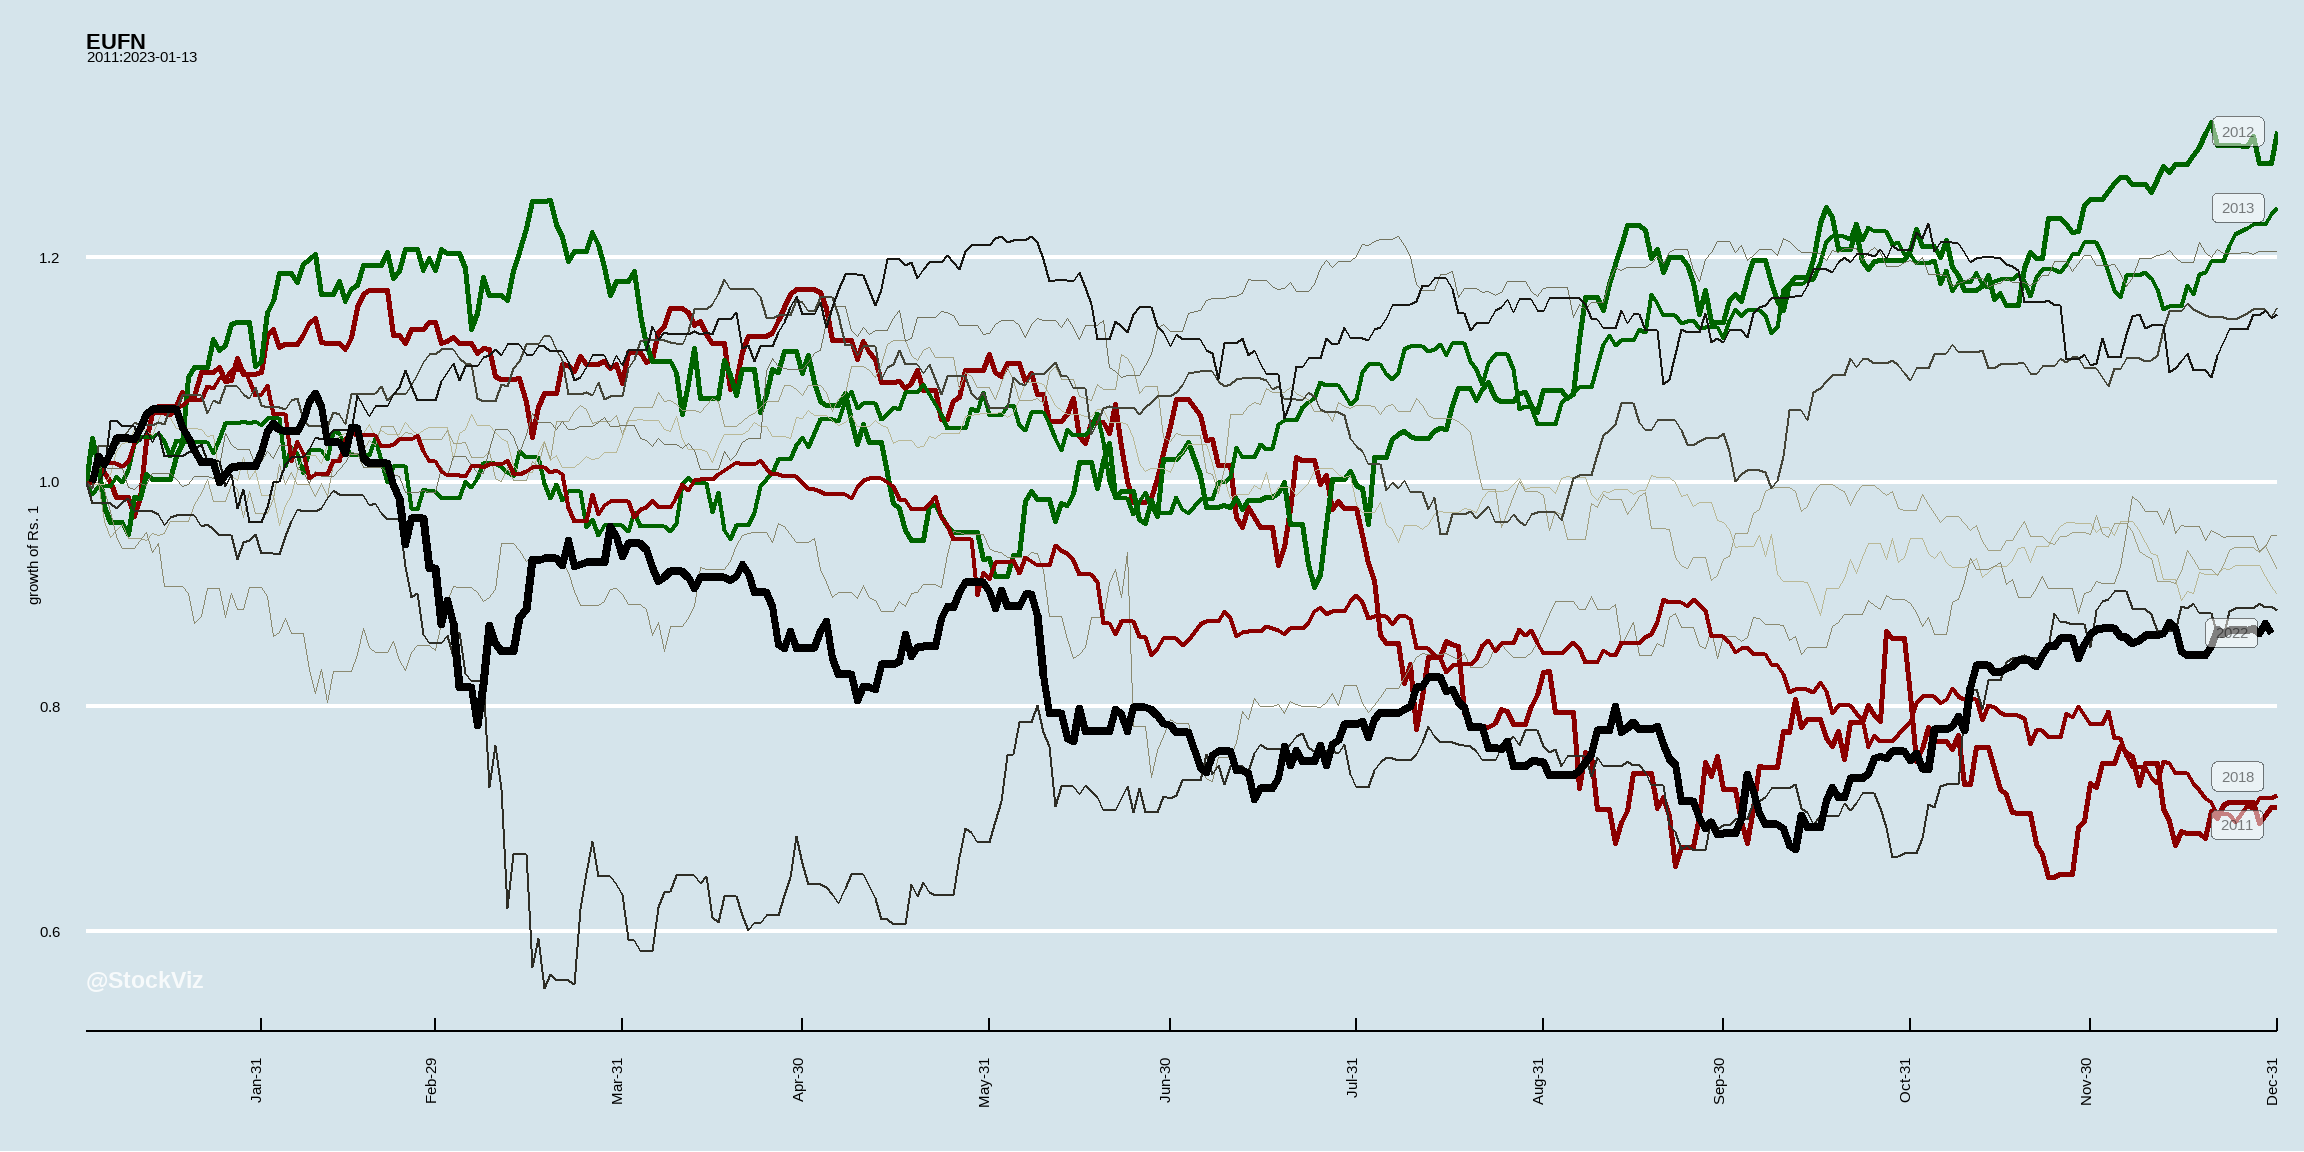 EUFN
2011:2023-01-13
2012
2013
1.2
1.0
growth of Rs. 1
0.8
0.6
2022
2018
2011
@StockViz
Jan-31
Feb-29
Mar-31
Apr-30
May-31
Jun-30
Jul-31
Aug-31
Sep-30
Oct-31
Nov-30
Dec-31